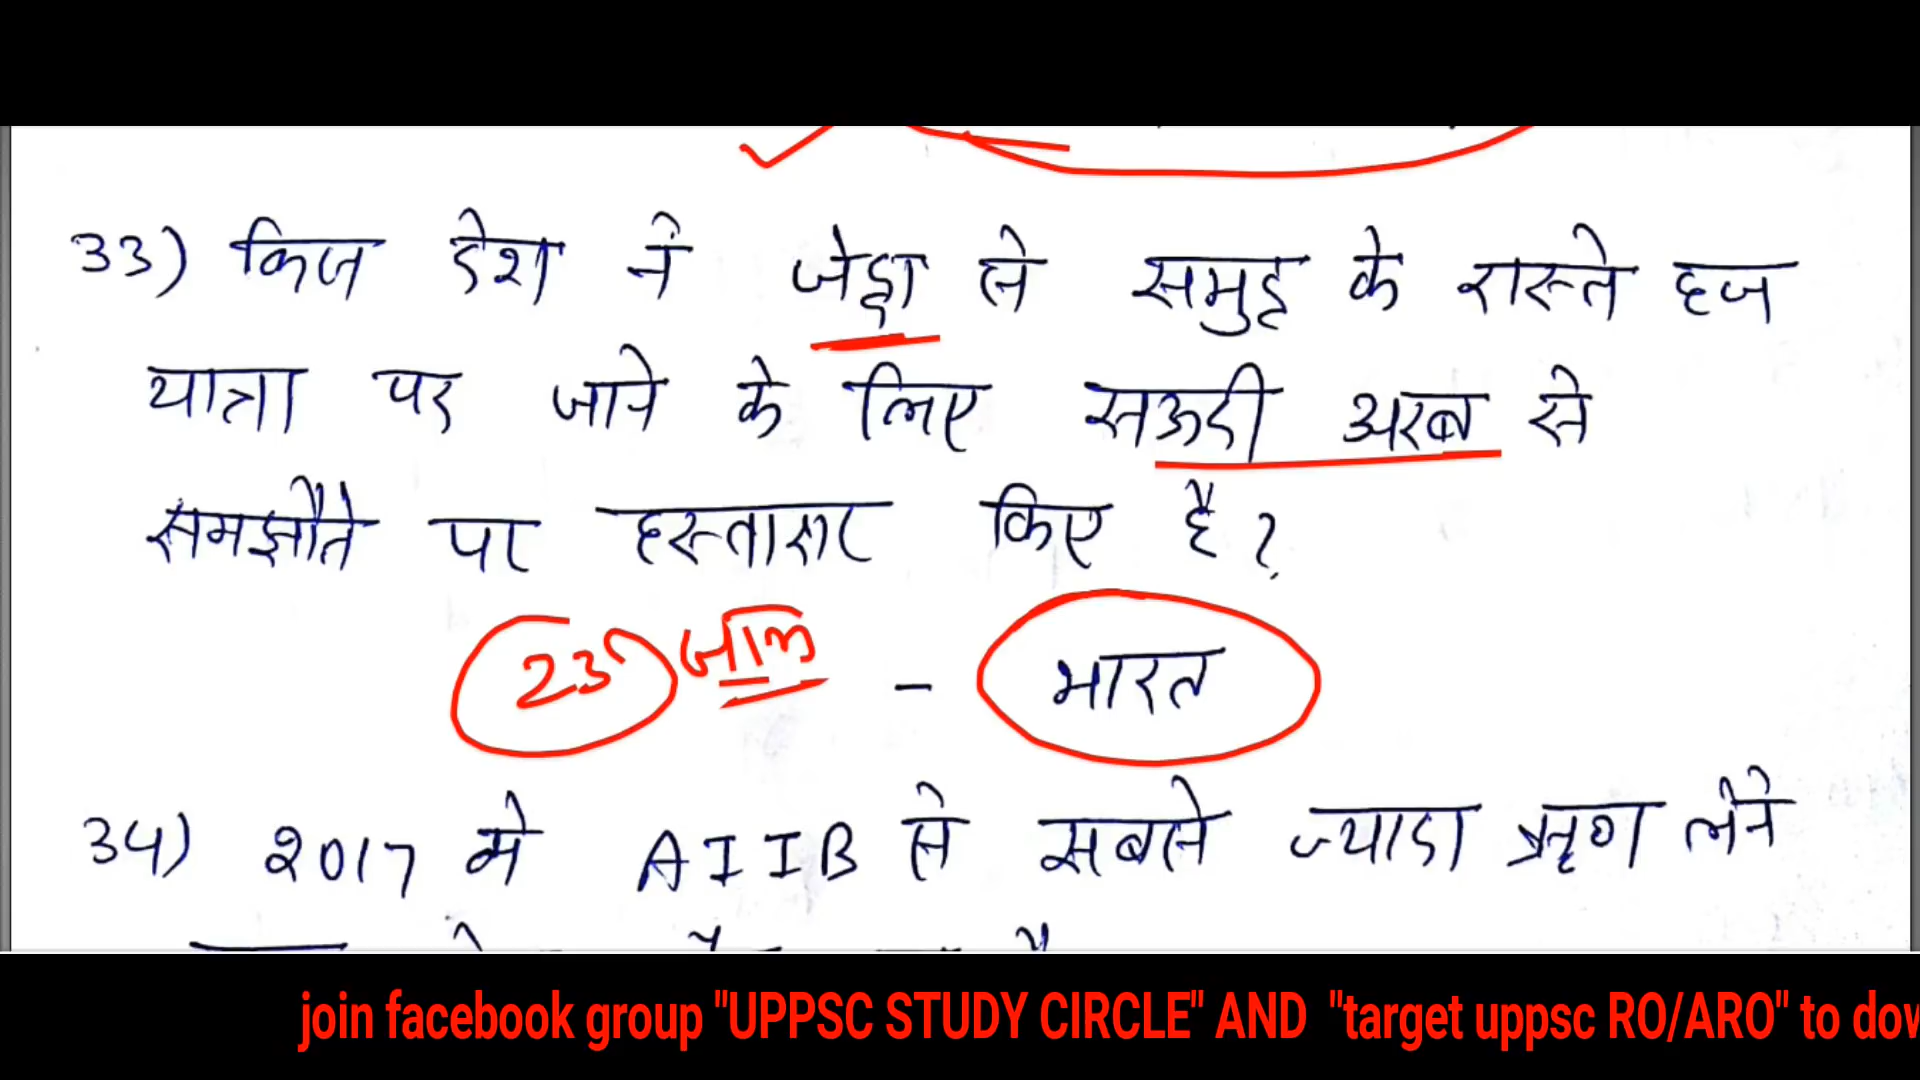 33) किस देश ने जेद्दा से समुद्र के रास्ते हज
यात्रा पर जाने के लिए सऊदी अरब से
समझौते पर हस्ताक्षर किए है?
23 साल - भारत
34) 2017 मे AIIB से सबसे ज्यादा ऋण लेने
join facebook group "UPPSC STUDY CIRCLE" AND "target uppsc RO/ARO" to dow